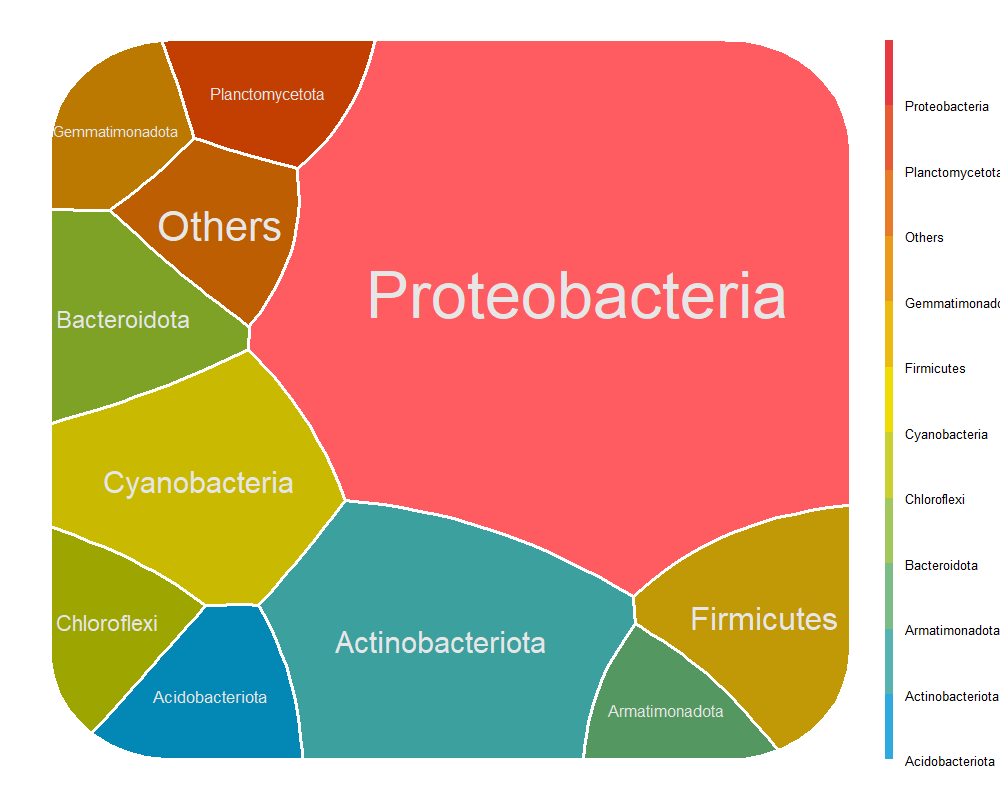 Planctomycetota
Gemmatimonadota
Others
Proteobacteria
Bacteroidota
Cyanobacteria
Chloroflexi
Actinobacteriota
Firmicutes
Acidobacteriota
Armatimonadota
Proteobacteria
Planctomycetota
Others
Gemmatimonado
Firmicutes
Cyanobacteria
Chloroflexi
Bacteroidota
Armatimonadota
Actinobacteriota
Acidobacteriota